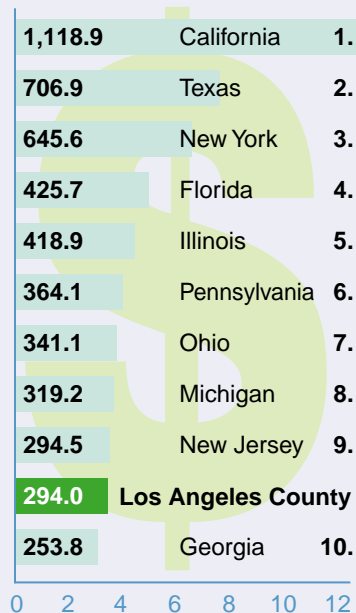 1,118.9 California 1.
706.9 Texas 2.
645.6 New York 3.
425.7 Florida 4.
418.9 Illinois 5.
364.1 Pennsylvania 6.
341.1 Ohio 7.
319.2 Michigan 8.
294.5 New Jersey 9.
294.0 Los Angeles County
253.8 Georgia 10.
0 2 4 6 8 10 12